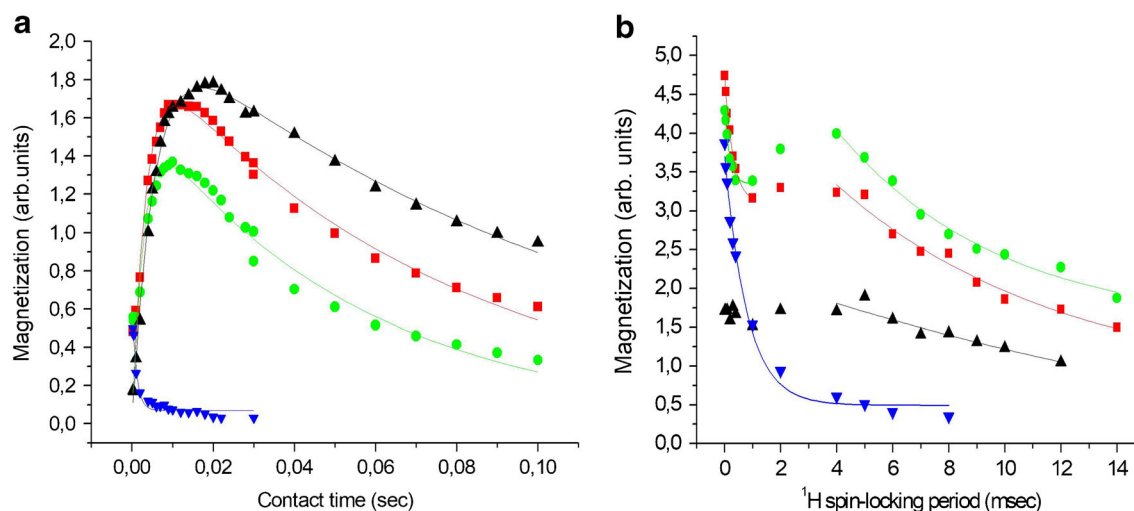 a
Magnetization (arb.units)
2,0
1,8
1,6
1,4
1,2
1,0
0,8
0,6
0,4
0,2
0,0
0,00 0,02 0,04 0,06 0,08 0,10
Contact time (sec)
b
Magnetization (arb. units)
5,0
4,5
4,0
3,5
3,0
2,5
2,0
1,5
1,0
0,5
0,0
0 2 4 6 8 10 12 14
¹H spin-locking period (msec)